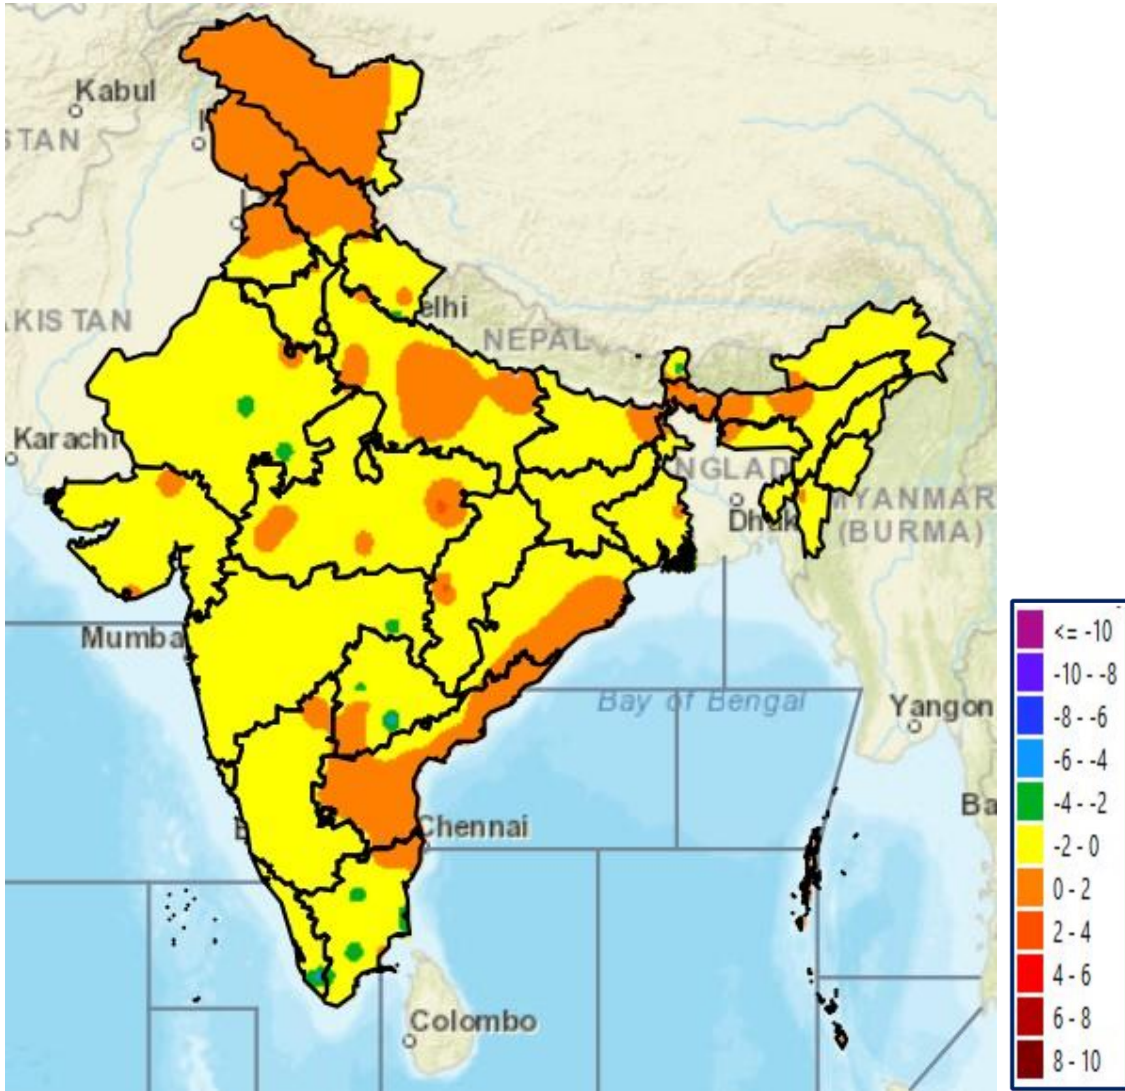 Kabul
STAN
AKISTAN
elhi
NEPAL
Karachi
NGLAD
Dhak
MYANMAR
(BURMA)
Mumba
Bay of Bengal
Yangon
Ba
Chennai
Colombo
<= -10
-10 - -8
-8 - -6
-6 - -4
-4 - -2
-2 - 0
0 - 2
2 - 4
4 - 6
6 - 8
8 - 10